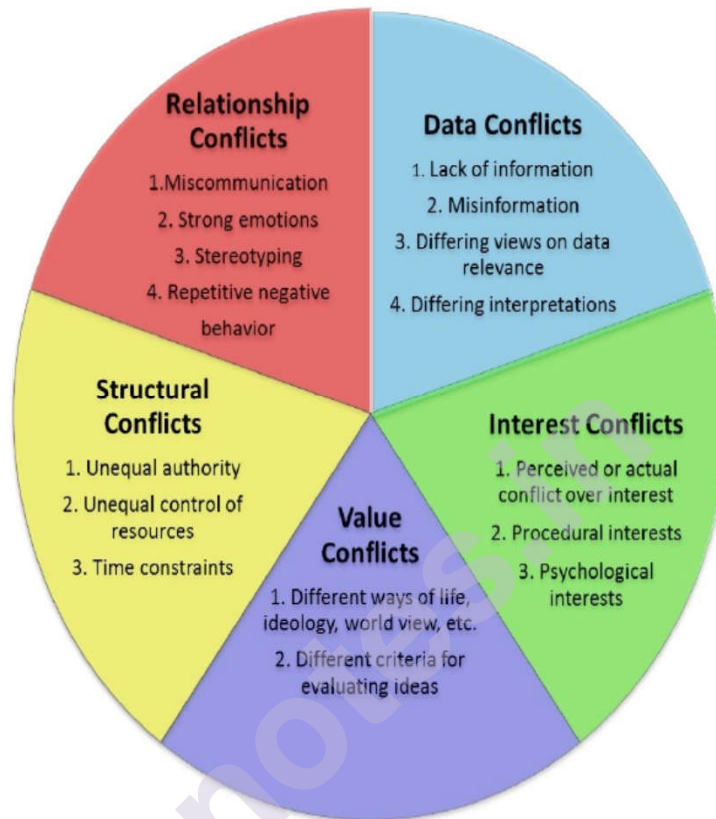 Relationship
Conflicts
1.Miscommunication
2. Strong emotions
3. Stereotyping
4. Repetitive negative
behavior
Data Conflicts
1. Lack of information
2. Misinformation
3. Differing views on data
relevance
4. Differing interpretations
Interest Conflicts
1. Perceived or actual
conflict over interest
2. Procedural interests
3. Psychological
interests
Value
Conflicts
1. Different ways of life,
ideology, world view, etc.
2. Different criteria for
evaluating ideas
Structural
Conflicts
1. Unequal authority
2. Unequal control of
resources
3. Time constraints
notes.in